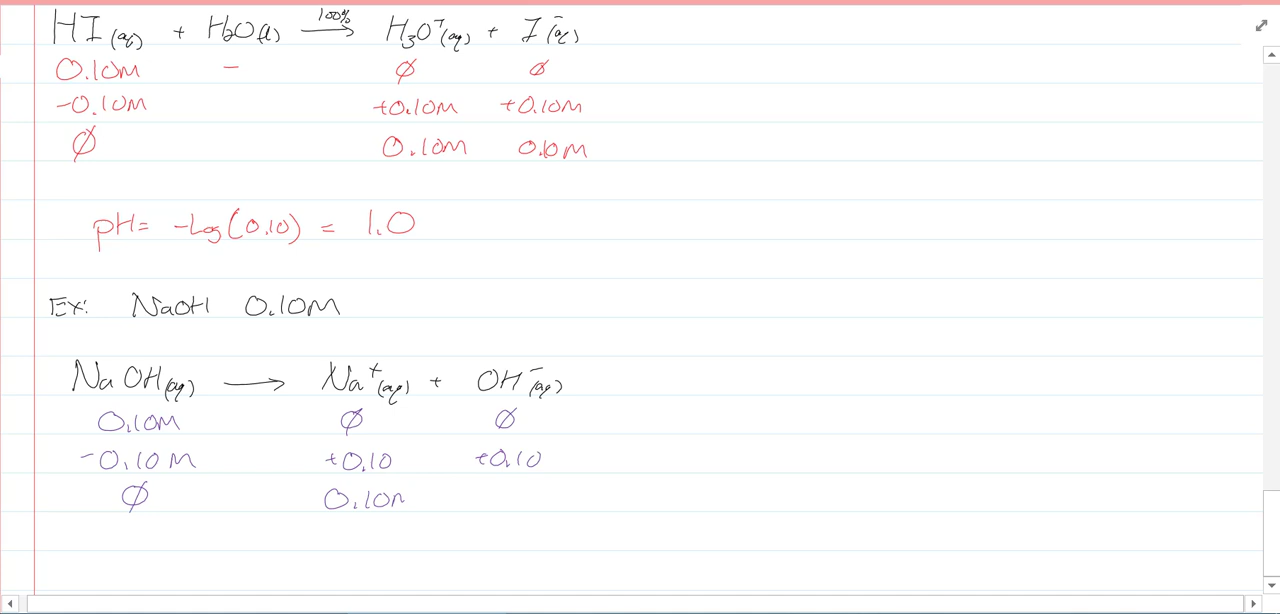 HI(aq) + H2O(l) 100%→ H3O+(aq) + I-(aq)
0.10M - ∅ ∅
-0.10M +0.10M +0.10M
∅ 0.10M 0.10M
pH= -Log(0.10) = 1.0
Ex: NaOH 0.10M
NaOH(aq) → Na+(aq) + OH-(aq)
0.10M ∅ ∅
-0.10M +0.10 +0.10
∅ 0.10M